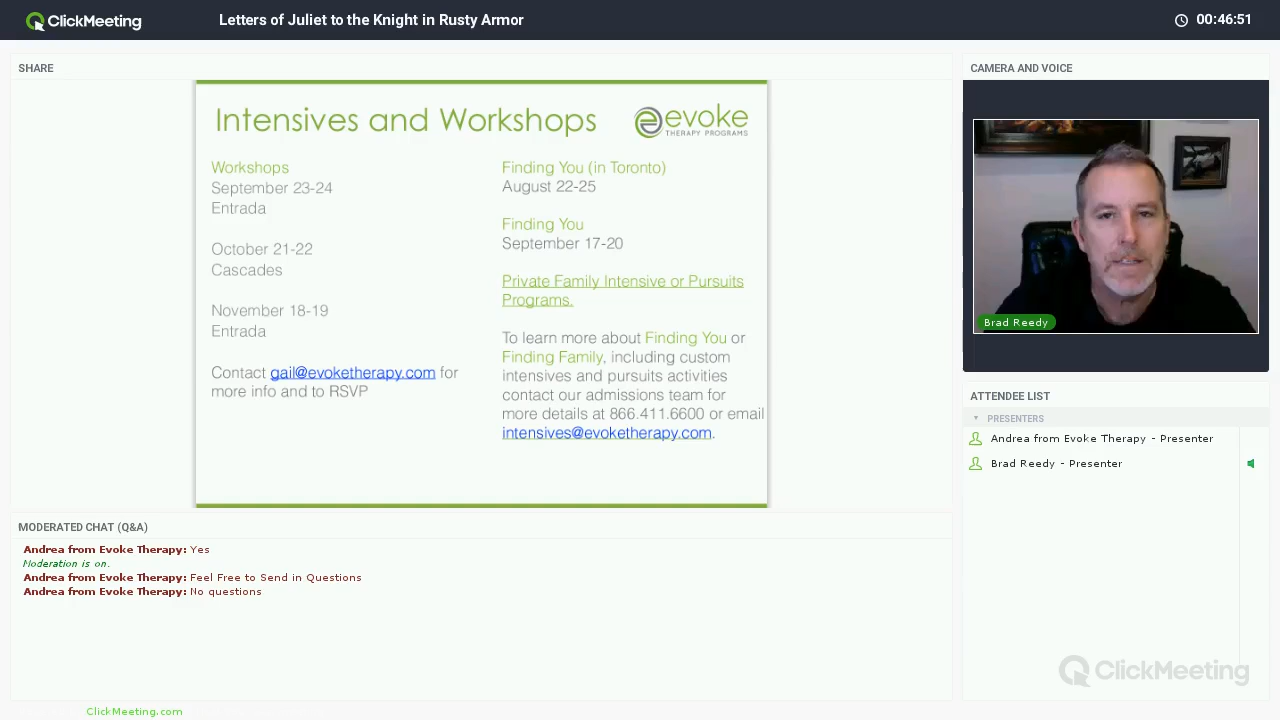 ClickMeeting
Letters of Juliet to the Knight in Rusty Armor
00:46:51
SHARE
Intensives and Workshops
evoke
THERAPY PROGRAMS
Workshops
September 23-24
Entrada
October 21-22
Cascades
November 18-19
Entrada
Contact gail@evoketherapy.com for
more info and to RSVP
Finding You (in Toronto)
August 22-25
Finding You
September 17-20
Private Family Intensive or Pursuits
Programs.
To learn more about Finding You or
Finding Family, including custom
intensives and pursuits activities
contact our admissions team for
more details at 866.411.6600 or email
intensives@evoketherapy.com.
CAMERA AND VOICE
Brad Reedy
ATTENDEE LIST
PRESENTERS
Andrea from Evoke Therapy - Presenter
Brad Reedy - Presenter
MODERATED CHAT (Q&A)
Andrea from Evoke Therapy: Yes
Moderation is on.
Andrea from Evoke Therapy: Feel Free to Send in Questions
Andrea from Evoke Therapy: No questions
ClickMeeting
ClickMeeting.com